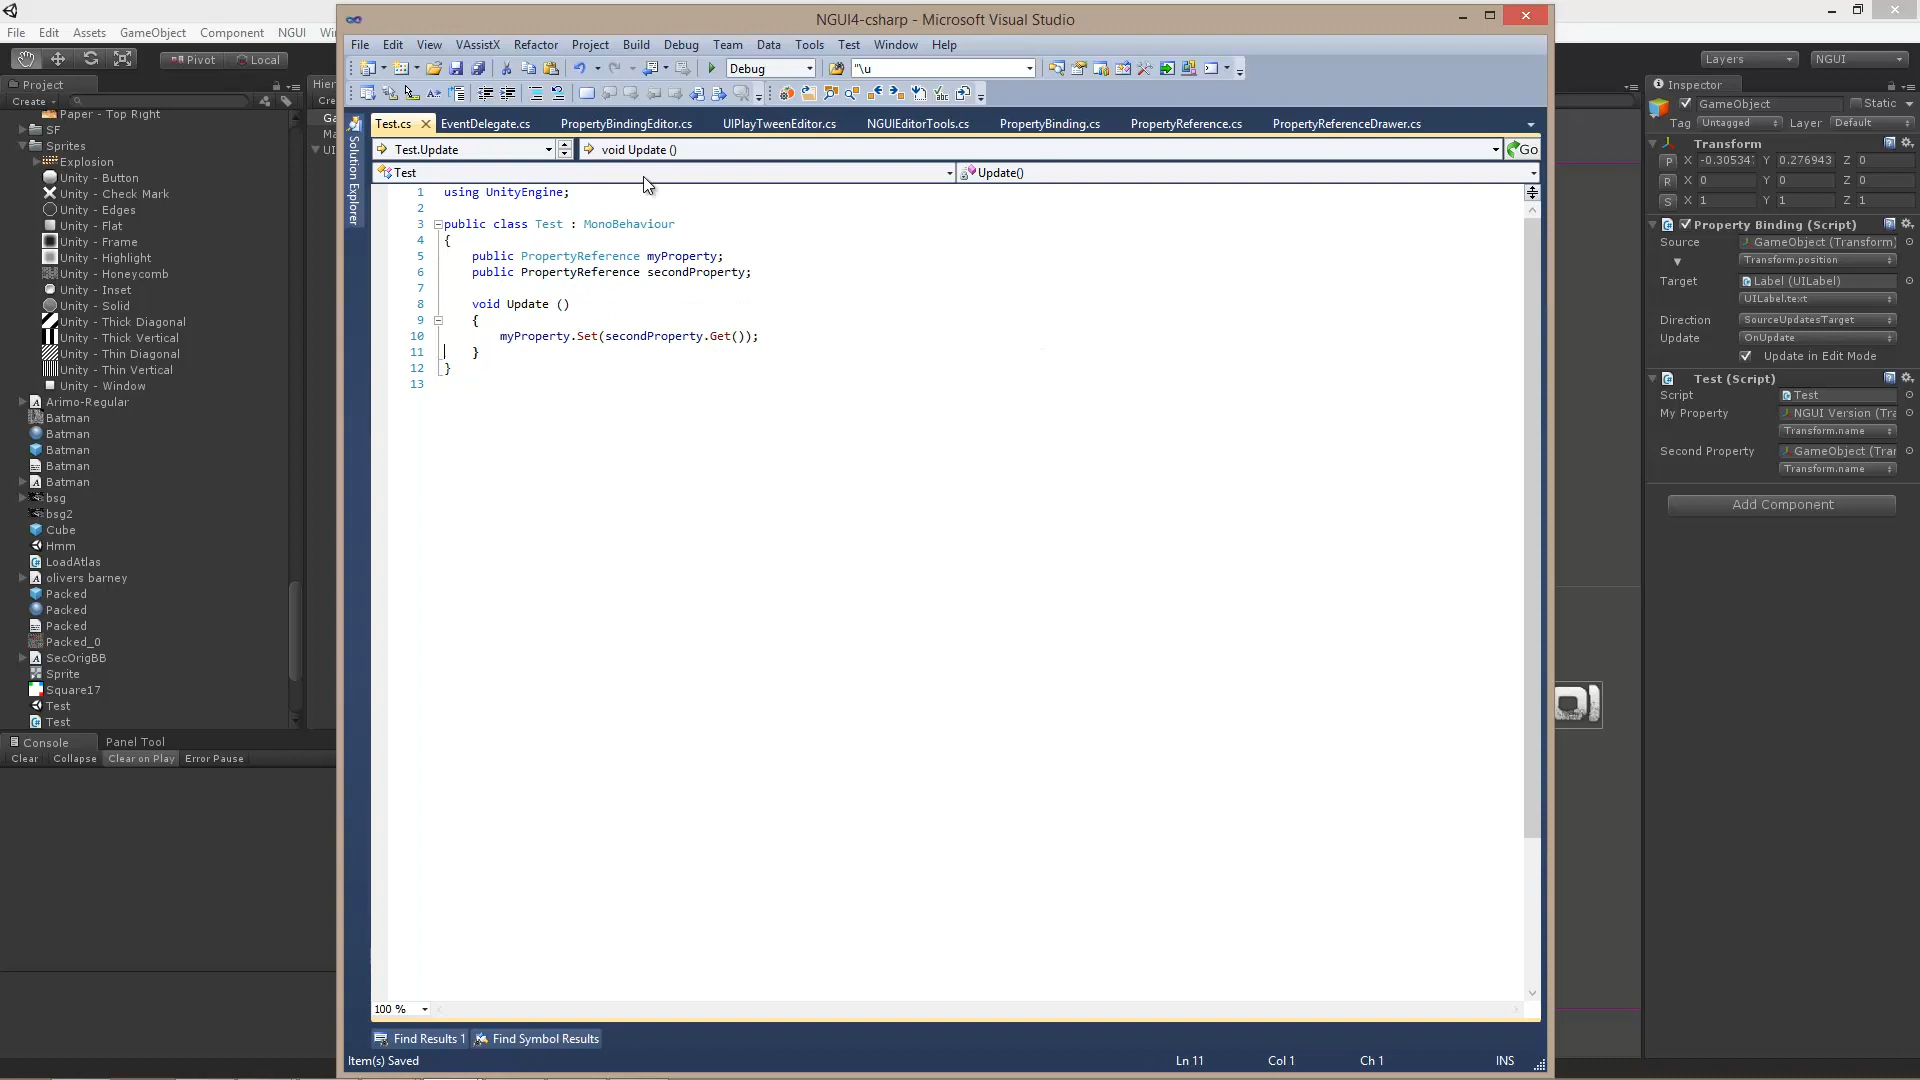 NGUI4-csharp - Microsoft Visual Studio
File Edit Assets GameObject Component NGUI
File Edit View VAssistX Refactor Project Build Debug Team Data Tools Test Window Help
Pivot Local
Debug
"\u
Layers
NGUI
Project
Create
Paper - Top Right
SF
Sprites
Explosion
Unity - Button
Unity - Check Mark
Unity - Edges
Unity - Flat
Unity - Frame
Unity - Highlight
Unity - Honeycomb
Unity - Inset
Unity - Solid
Unity - Thick Diagonal
Unity - Thick Vertical
Unity - Thin Diagonal
Unity - Thin Vertical
Unity - Window
Arimo-Regular
Batman
Batman
Batman
Batman
Batman
bsg
bsg2
Cube
Hmm
LoadAtlas
olivers barney
Packed
Packed
Packed
Packed_0
SecOrigBB
Sprite
Square17
Test
Test
Console Panel Tool
Clear Collapse Clear on Play Error Pause
Solution Explorer
Test.cs EventDelegate.cs PropertyBindingEditor.cs UIPlayTweenEditor.cs NGUIEditorTools.cs PropertyBinding.cs PropertyReference.cs PropertyReferenceDrawer.cs
Test.Update void Update () Go
Test Update()
1 using UnityEngine;
2
3 public class Test : MonoBehaviour
4 {
5 public PropertyReference myProperty;
6 public PropertyReference secondProperty;
7
8 void Update ()
9 {
10 myProperty.Set(secondProperty.Get());
11 }
12 }
13
100 %
Find Results 1 Find Symbol Results
Item(s) Saved Ln 11 Col 1 Ch 1 INS
Inspector
GameObject Static
Tag Untagged Layer Default
Transform
P X -0.305347 Y 0.276943 Z 0
R X 0 Y 0 Z 0
S X 1 Y 1 Z 1
Property Binding (Script)
Source GameObject (Transform)
Transform.position
Target Label (UILabel)
UILabel.text
Direction SourceUpdatesTarget
Update OnUpdate
Update in Edit Mode
Test (Script)
Script Test
My Property NGUI Version (Tra
Transform.name
Second Property GameObject (Tran
Transform.name
Add Component